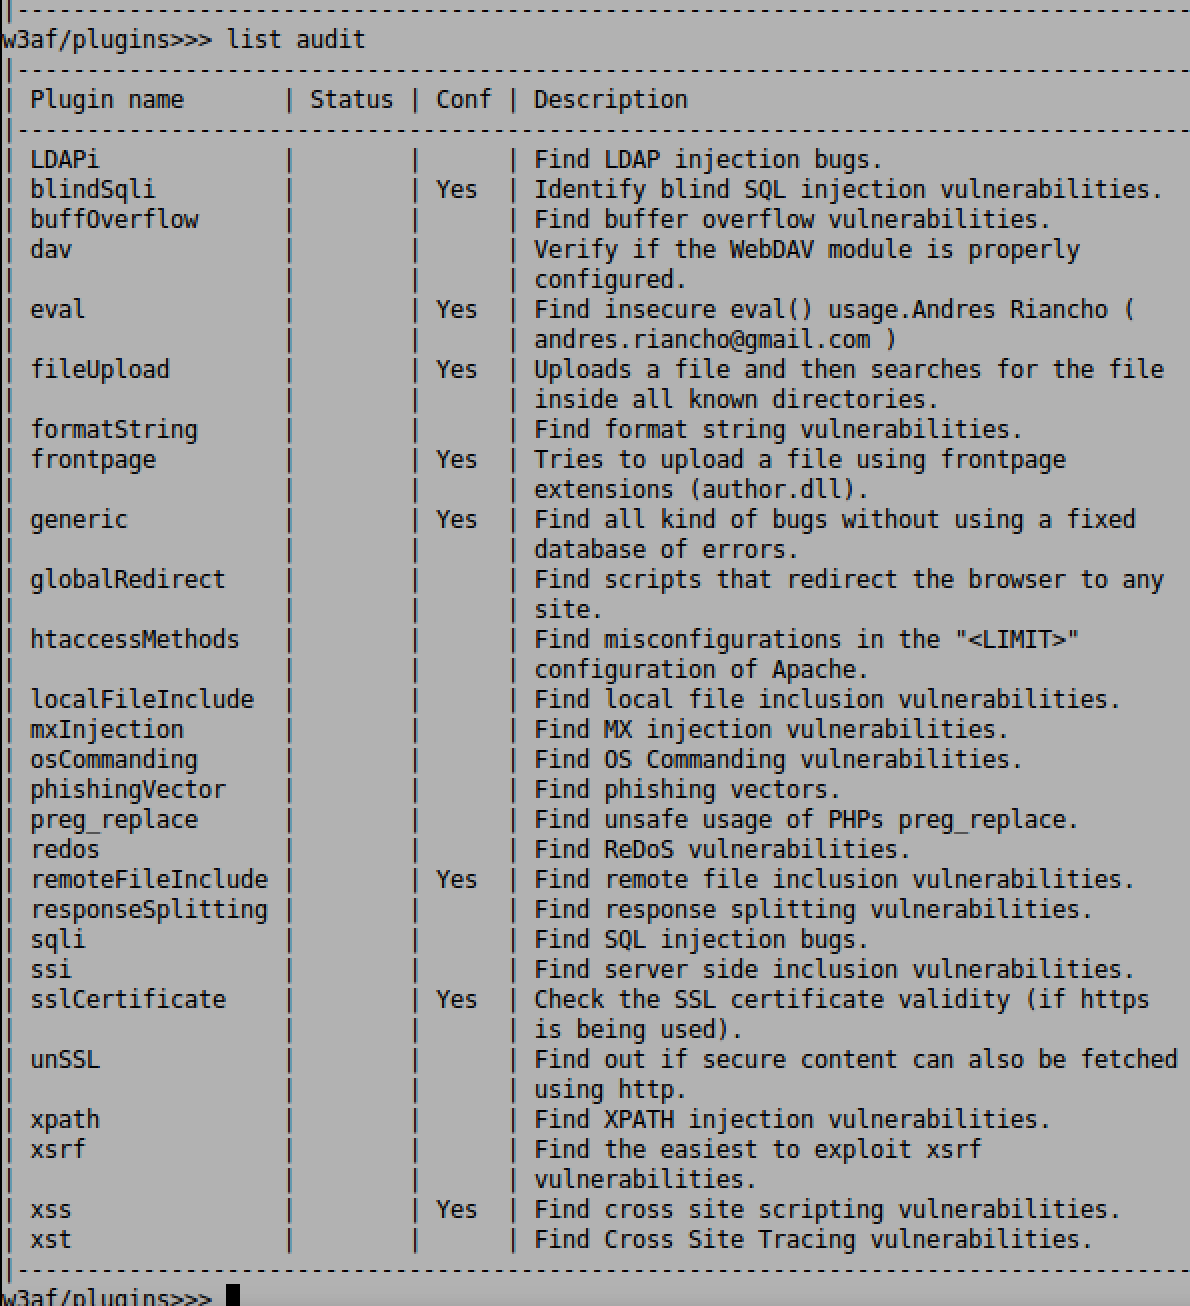 |-------------------------------------------------------------------------------------
w3af/plugins>>> list audit
|-------------------------------------------------------------------------------------
| Plugin name       | Status | Conf | Description
|-------------------------------------------------------------------------------------
| LDAPi             |        |      | Find LDAP injection bugs.
| blindSqli         |        | Yes  | Identify blind SQL injection vulnerabilities.
| buffOverflow      |        |      | Find buffer overflow vulnerabilities.
| dav               |        |      | Verify if the WebDAV module is properly
|                   |        |      | configured.
| eval              |        | Yes  | Find insecure eval() usage.Andres Riancho (
|                   |        |      | andres.riancho@gmail.com )
| fileUpload        |        | Yes  | Uploads a file and then searches for the file
|                   |        |      | inside all known directories.
| formatString      |        |      | Find format string vulnerabilities.
| frontpage         |        | Yes  | Tries to upload a file using frontpage
|                   |        |      | extensions (author.dll).
| generic           |        | Yes  | Find all kind of bugs without using a fixed
|                   |        |      | database of errors.
| globalRedirect    |        |      | Find scripts that redirect the browser to any
|                   |        |      | site.
| htaccessMethods   |        |      | Find misconfigurations in the "<LIMIT>"
|                   |        |      | configuration of Apache.
| localFileInclude  |        |      | Find local file inclusion vulnerabilities.
| mxInjection       |        |      | Find MX injection vulnerabilities.
| osCommanding      |        |      | Find OS Commanding vulnerabilities.
| phishingVector    |        |      | Find phishing vectors.
| preg_replace      |        |      | Find unsafe usage of PHPs preg_replace.
| redos             |        |      | Find ReDoS vulnerabilities.
| remoteFileInclude |        | Yes  | Find remote file inclusion vulnerabilities.
| responseSplitting |        |      | Find response splitting vulnerabilities.
| sqli              |        |      | Find SQL injection bugs.
| ssi               |        |      | Find server side inclusion vulnerabilities.
| sslCertificate    |        | Yes  | Check the SSL certificate validity (if https
|                   |        |      | is being used).
| unSSL             |        |      | Find out if secure content can also be fetched
|                   |        |      | using http.
| xpath             |        |      | Find XPATH injection vulnerabilities.
| xsrf              |        |      | Find the easiest to exploit xsrf
|                   |        |      | vulnerabilities.
| xss               |        | Yes  | Find cross site scripting vulnerabilities.
| xst               |        |      | Find Cross Site Tracing vulnerabilities.
|-------------------------------------------------------------------------------------
w3af/plugins>>>